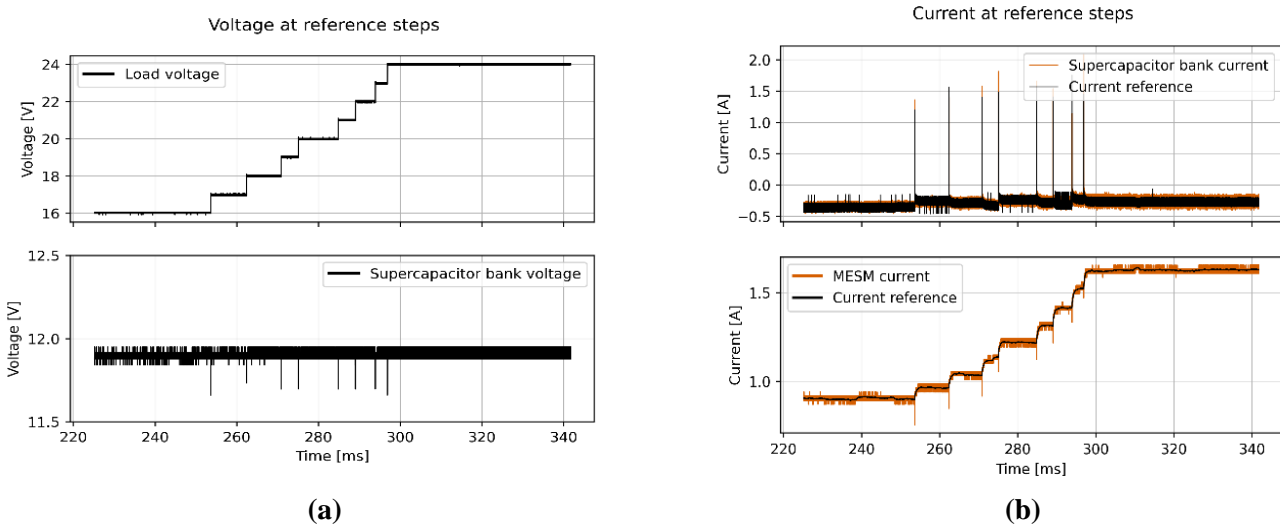 Voltage at reference steps
24
22
20
18
16
Voltage [V]
Load voltage
12.5
12.0
11.5
Voltage [V]
Supercapacitor bank voltage
220 240 260 280 300 320 340
Time [ms]
(a)
Current at reference steps
2.0
1.5
1.0
0.5
0.0
−0.5
Current [A]
Supercapacitor bank current
Current reference
1.5
1.0
Current [A]
MESM current
Current reference
220 240 260 280 300 320 340
Time [ms]
(b)